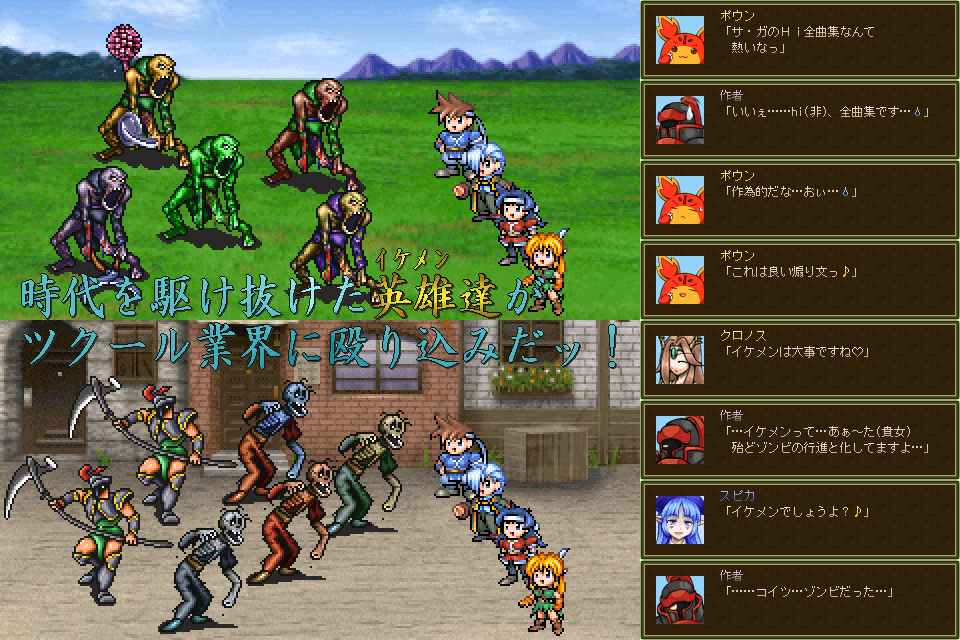 イケメン
時代を駆け抜けた英雄達が
ツクール業界に殴り込みだッ！
ポウン
「サ・ガのＨｉ全曲集なんて
熱いなっ」
作者
「いいぇ……hi(非)、全曲集です…💧」
ポウン
「作為的だな…おぃ…💧」
ポウン
「これは良い煽り文っ♪」
クロノス
「イケメンは大事ですね♡」
作者
「…イケメンって…あぁ～た(貴女)
殆どゾンビの行進と化してますよ…」
スピカ
「イケメンでしょうよ？♪」
作者
「……コイツ…ゾンビだった…」